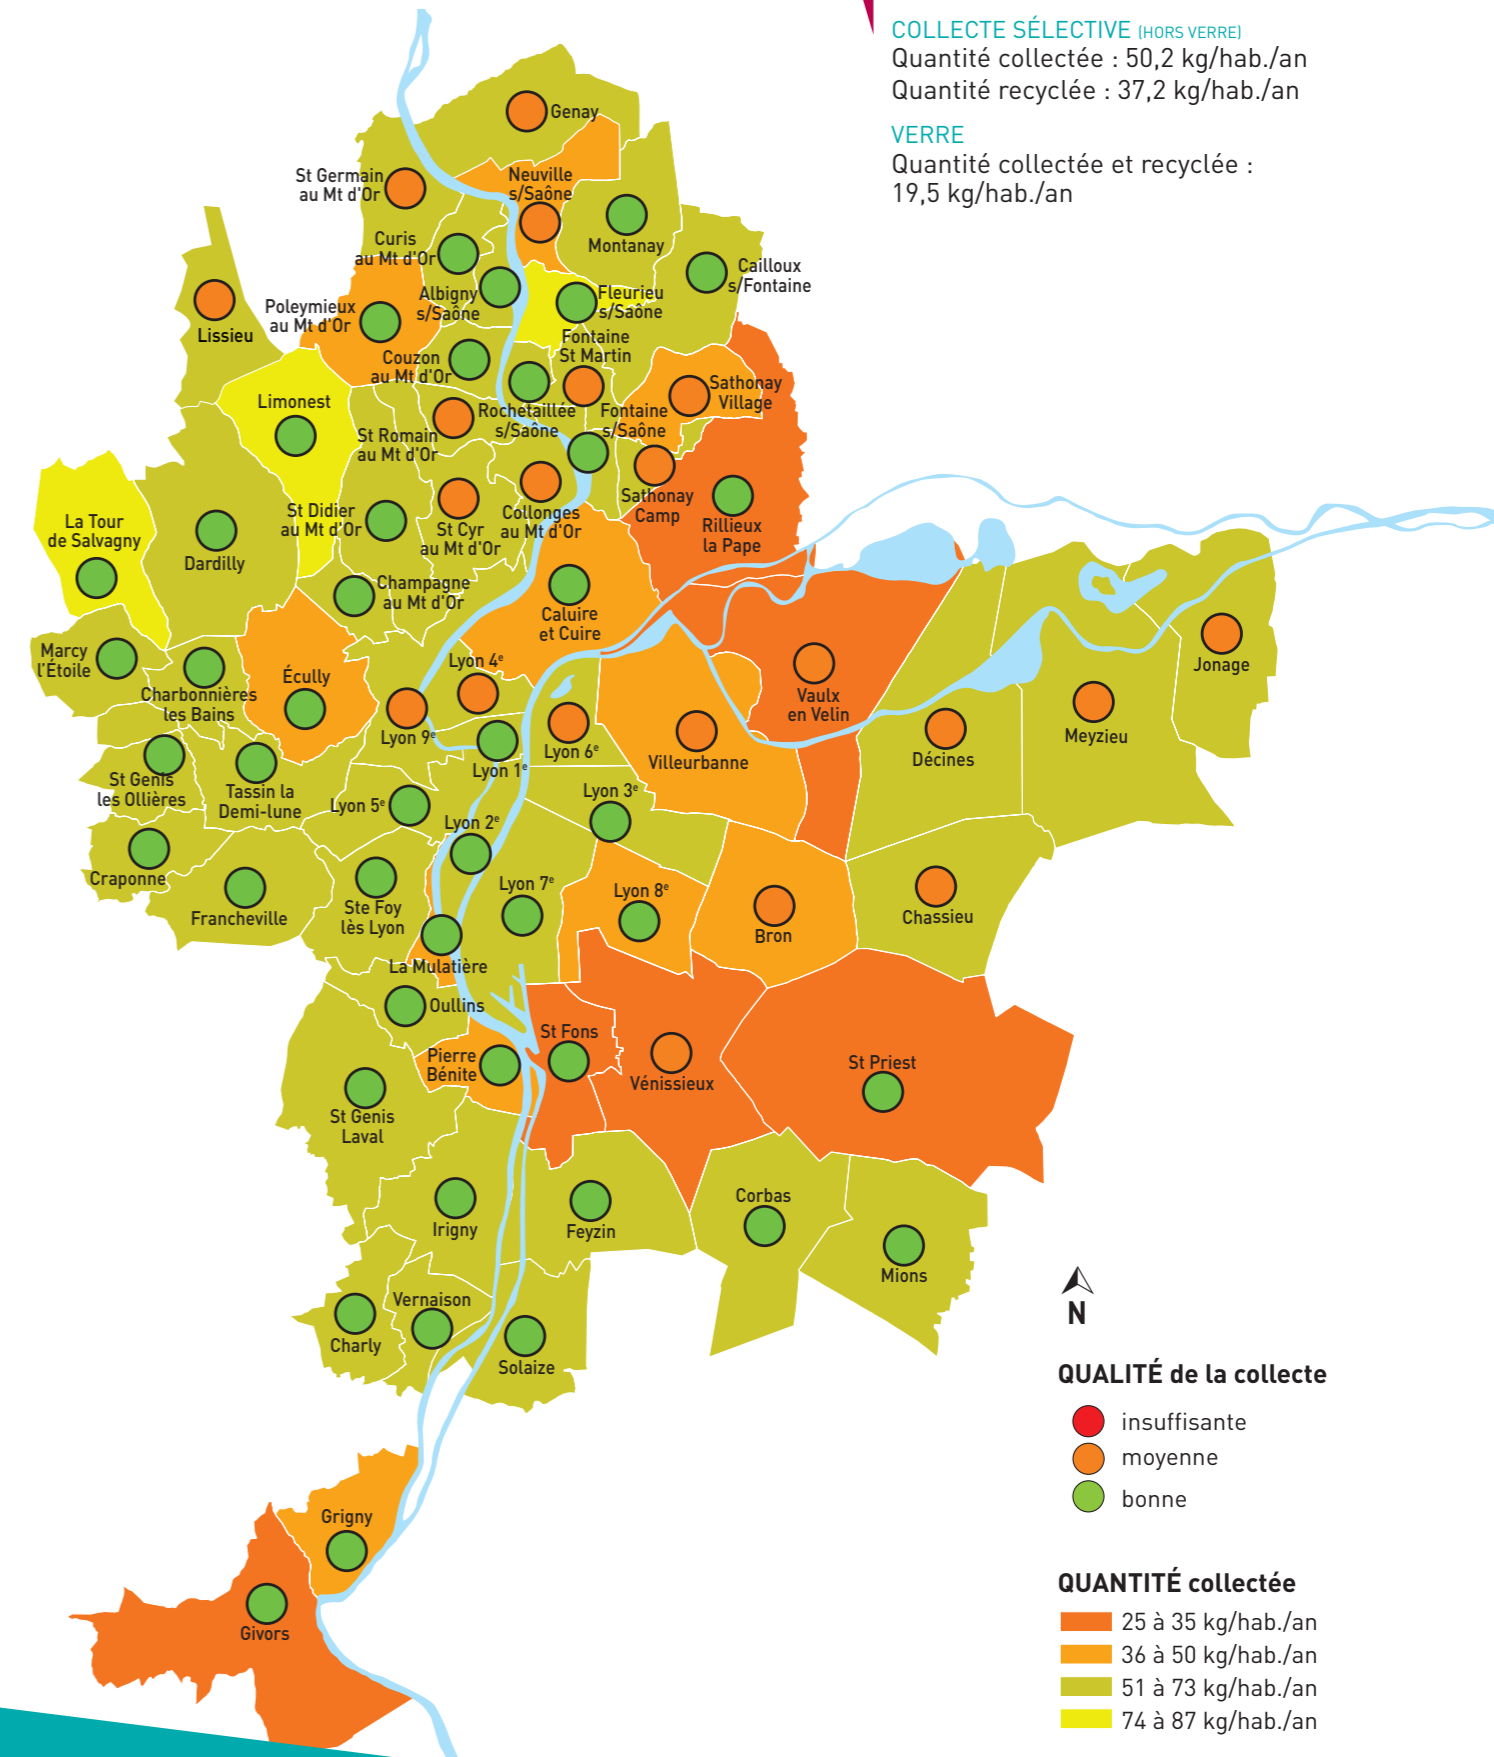 COLLECTE SÉLECTIVE (HORS VERRE)
Quantité collectée : 50,2 kg/hab./an
Quantité recyclée : 37,2 kg/hab./an
VERRE
Quantité collectée et recyclée :
19,5 kg/hab./an
Genay
St Germain
au Mt d'Or
Neuville
s/Saône
Montanay
Curis
au Mt d'Or
Cailloux
s/Fontaine
Albigny
s/Saône
Fleurieu
s/Saône
Lissieu
Poleymieux
au Mt d'Or
Fontaine
St Martin
Couzon
au Mt d'Or
Sathonay
Village
Limonest
Rochetaillée
s/Saône
Fontaine
s/Saône
St Romain
au Mt d'Or
La Tour
de Salvagny
Dardilly
St Didier
au Mt d'Or
St Cyr
au Mt d'Or
Collonges
au Mt d'Or
Sathonay
Camp
Rillieux
la Pape
Champagne
au Mt d'Or
Caluire
et Cuire
Marcy
l'Étoile
Charbonnières
les Bains
Écully
Lyon 4e
Lyon 9e
Lyon 1e
Lyon 6e
Villeurbanne
Vaulx
en Velin
Décines
Meyzieu
Jonage
St Genis
les Ollières
Tassin la
Demi-lune
Lyon 5e
Lyon 2e
Lyon 3e
Craponne
Francheville
Ste Foy
lès Lyon
Lyon 7e
Lyon 8e
Bron
Chassieu
La Mulatière
Oullins
Pierre
Bénite
St Fons
Vénissieux
St Priest
St Genis
Laval
Irigny
Feyzin
Corbas
Mions
Charly
Vernaison
Solaize
Grigny
Givors
N
QUALITÉ de la collecte
insuffisante
moyenne
bonne
QUANTITÉ collectée
25 à 35 kg/hab./an
36 à 50 kg/hab./an
51 à 73 kg/hab./an
74 à 87 kg/hab./an